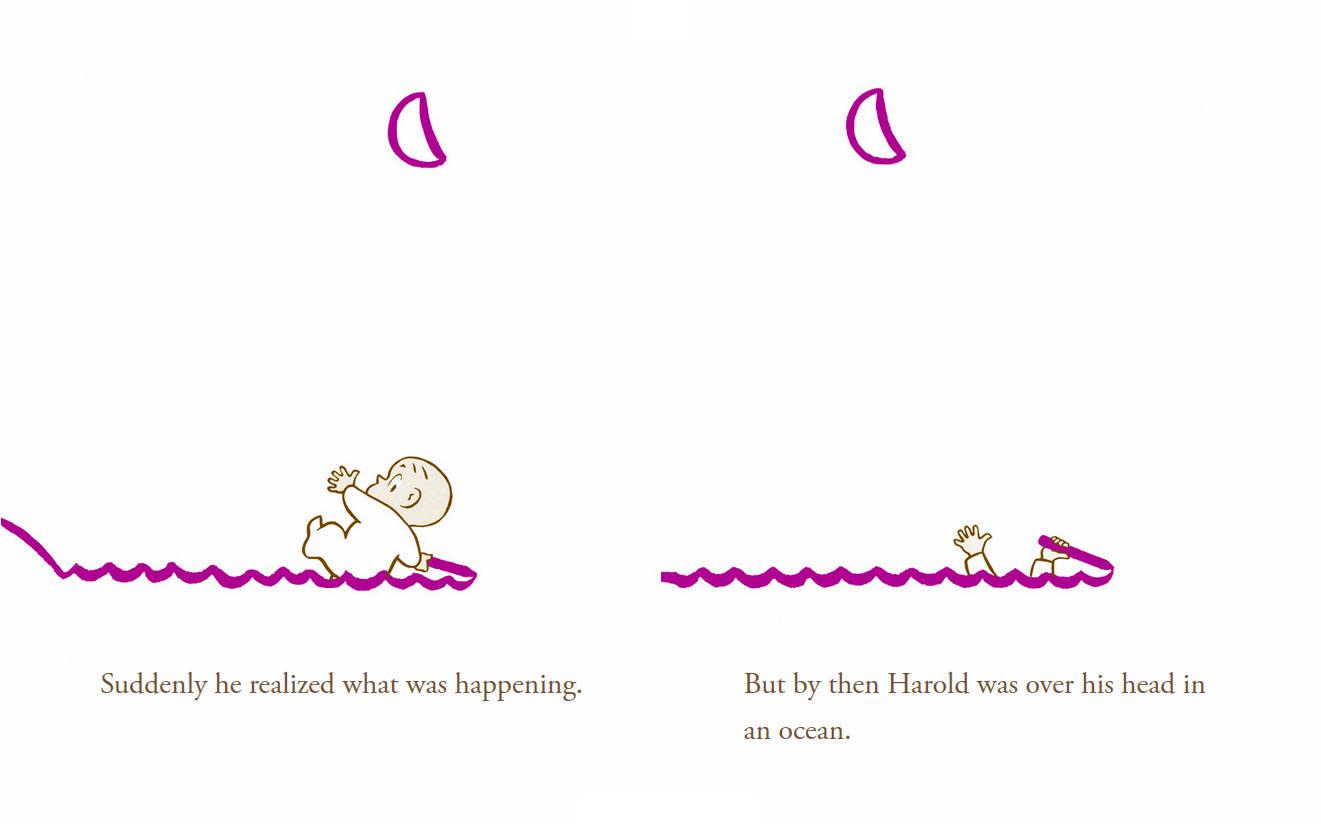 Suddenly he realized what was happening.
But by then Harold was over his head in
an ocean.